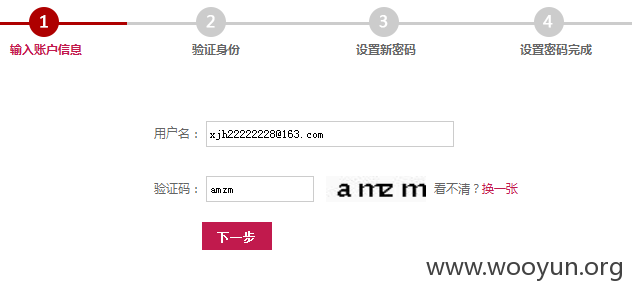 1 2 3 4
输入账户信息 验证身份 设置新密码 设置密码完成
用户名： xjh22222228@163.com
验证码： amzm amzm 看不清？换一张
下一步
www.wooyun.org